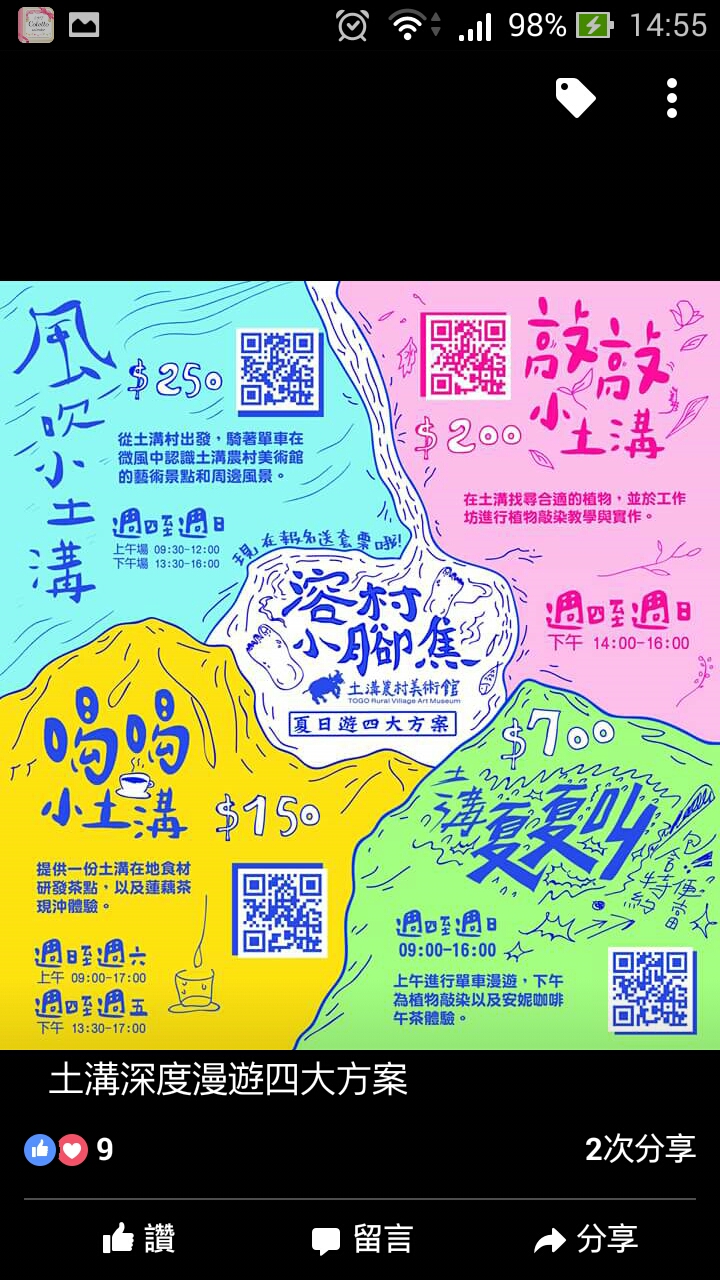 98% 14:55
風吹小土溝
$250
從土溝村出發，騎著單車在
微風中認識土溝農村美術館
的藝術景點和周邊風景。
週四至週日
上午場 09:30-12:00
下午場 13:30-16:00
敲敲
小土溝
$200
在土溝找尋合適的植物，並於工作
坊進行植物敲染教學與實作。
週四至週日
下午 14:00-16:00
現在報名送套票哦!
溶村
小腳焦
土溝農村美術館
TOGO Rural Village Art Museum
夏日遊四大方案
喝喝
小土溝
$150
提供一份土溝在地食材
研發茶點，以及蓮藕茶
現沖體驗。
週日至週六
上午 09:00-17:00
週四至週五
下午 13:30-17:00
$700
土溝夏夏叫
包含特約便當
週四至週日
09:00-16:00
上午進行單車漫遊，下午
為植物敲染以及安妮咖啡
午茶體驗。
土溝深度漫遊四大方案
9
2次分享
讚 留言 分享